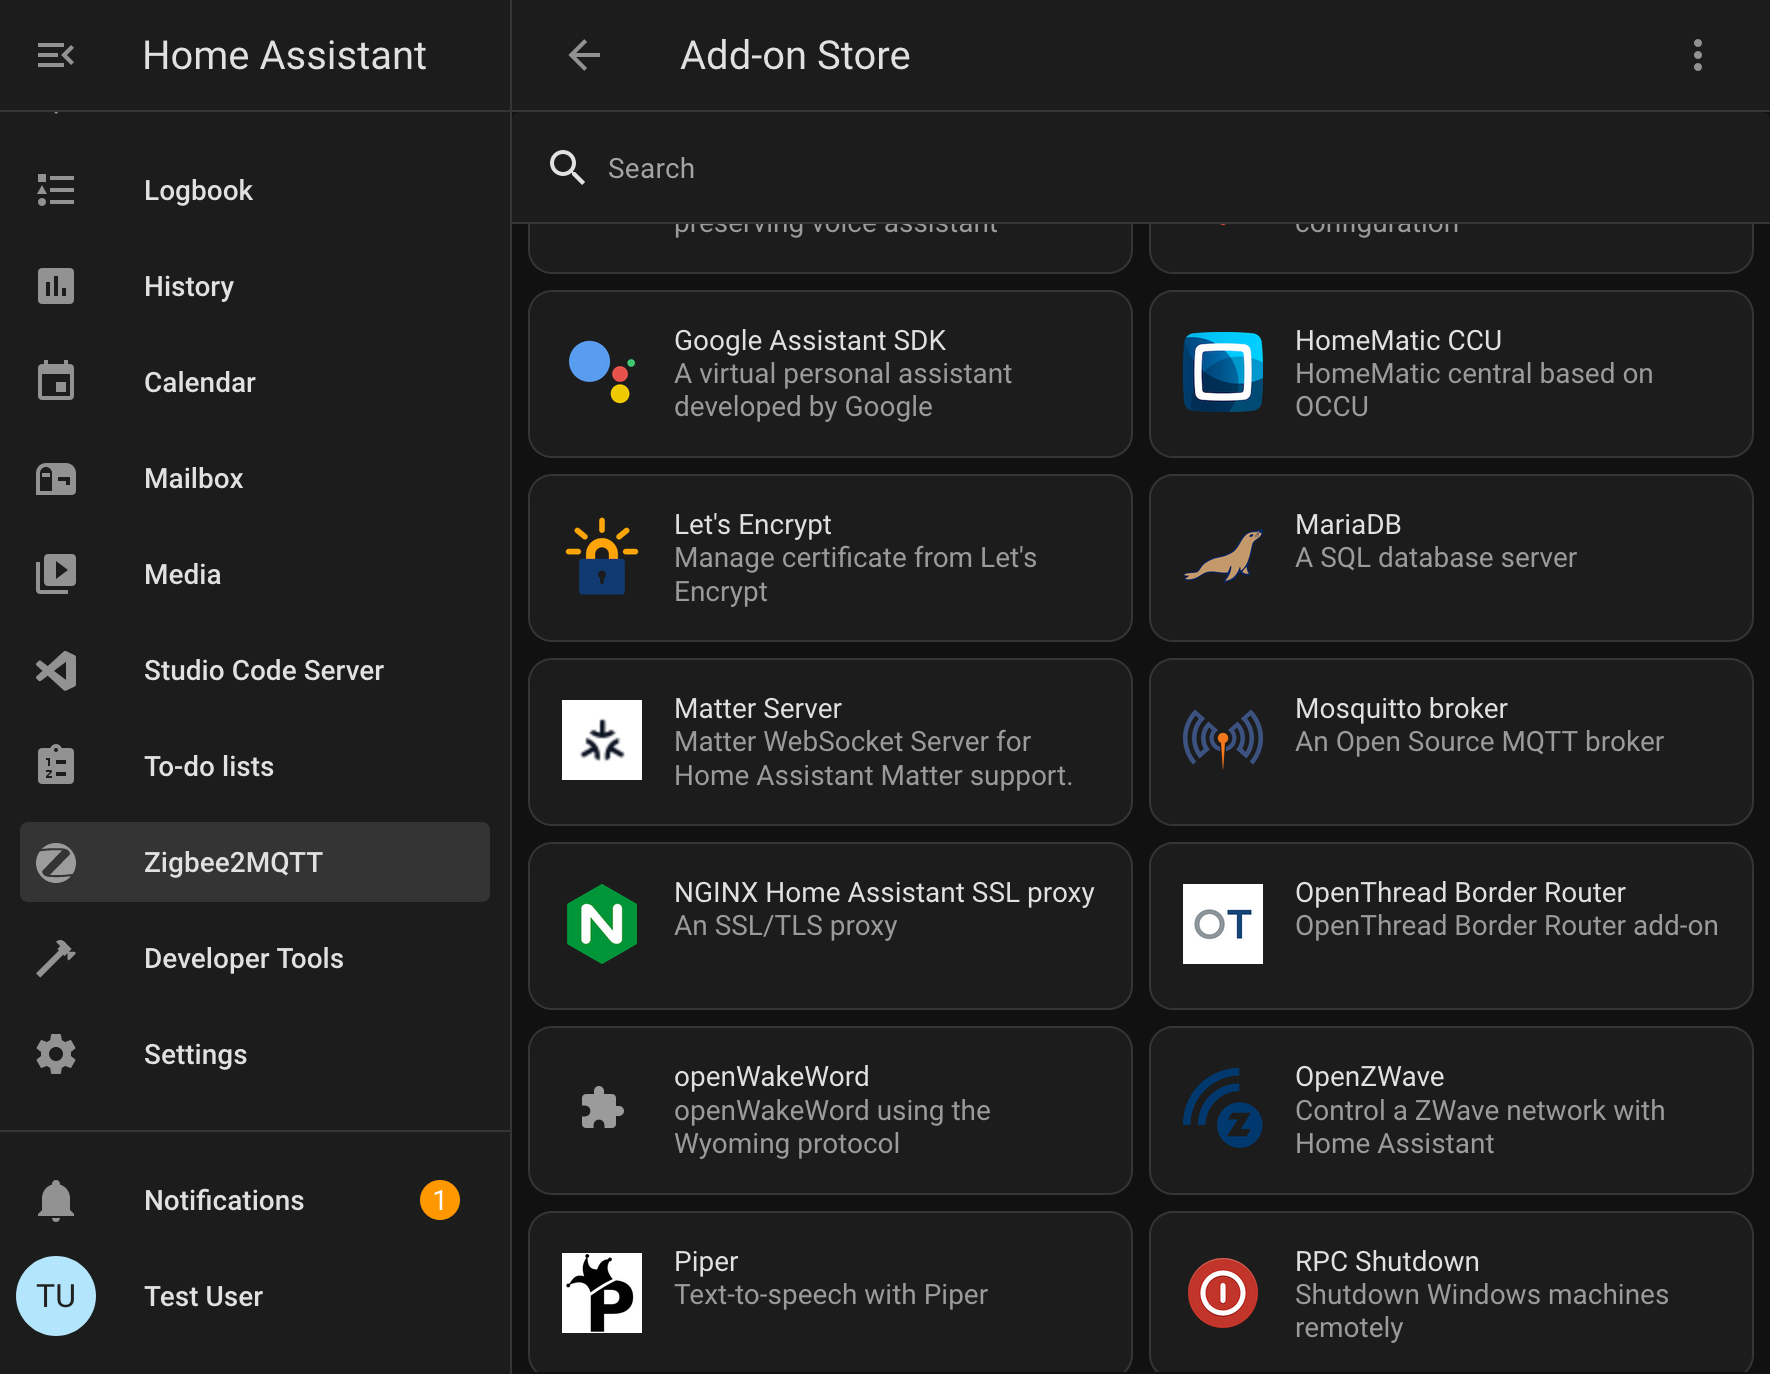 Home Assistant
Add-on Store
Search
Logbook
History
Calendar
Mailbox
Media
Studio Code Server
To-do lists
Zigbee2MQTT
Developer Tools
Settings
Notifications
1
TU
Test User
preserving voice assistant
configuration
Google Assistant SDK
A virtual personal assistant
developed by Google
HomeMatic CCU
HomeMatic central based on
OCCU
Let's Encrypt
Manage certificate from Let's
Encrypt
MariaDB
A SQL database server
Matter Server
Matter WebSocket Server for
Home Assistant Matter support.
Mosquitto broker
An Open Source MQTT broker
N
NGINX Home Assistant SSL proxy
An SSL/TLS proxy
OT
OpenThread Border Router
OpenThread Border Router add-on
openWakeWord
openWakeWord using the
Wyoming protocol
Z
OpenZWave
Control a ZWave network with
Home Assistant
P
Piper
Text-to-speech with Piper
RPC Shutdown
Shutdown Windows machines
remotely